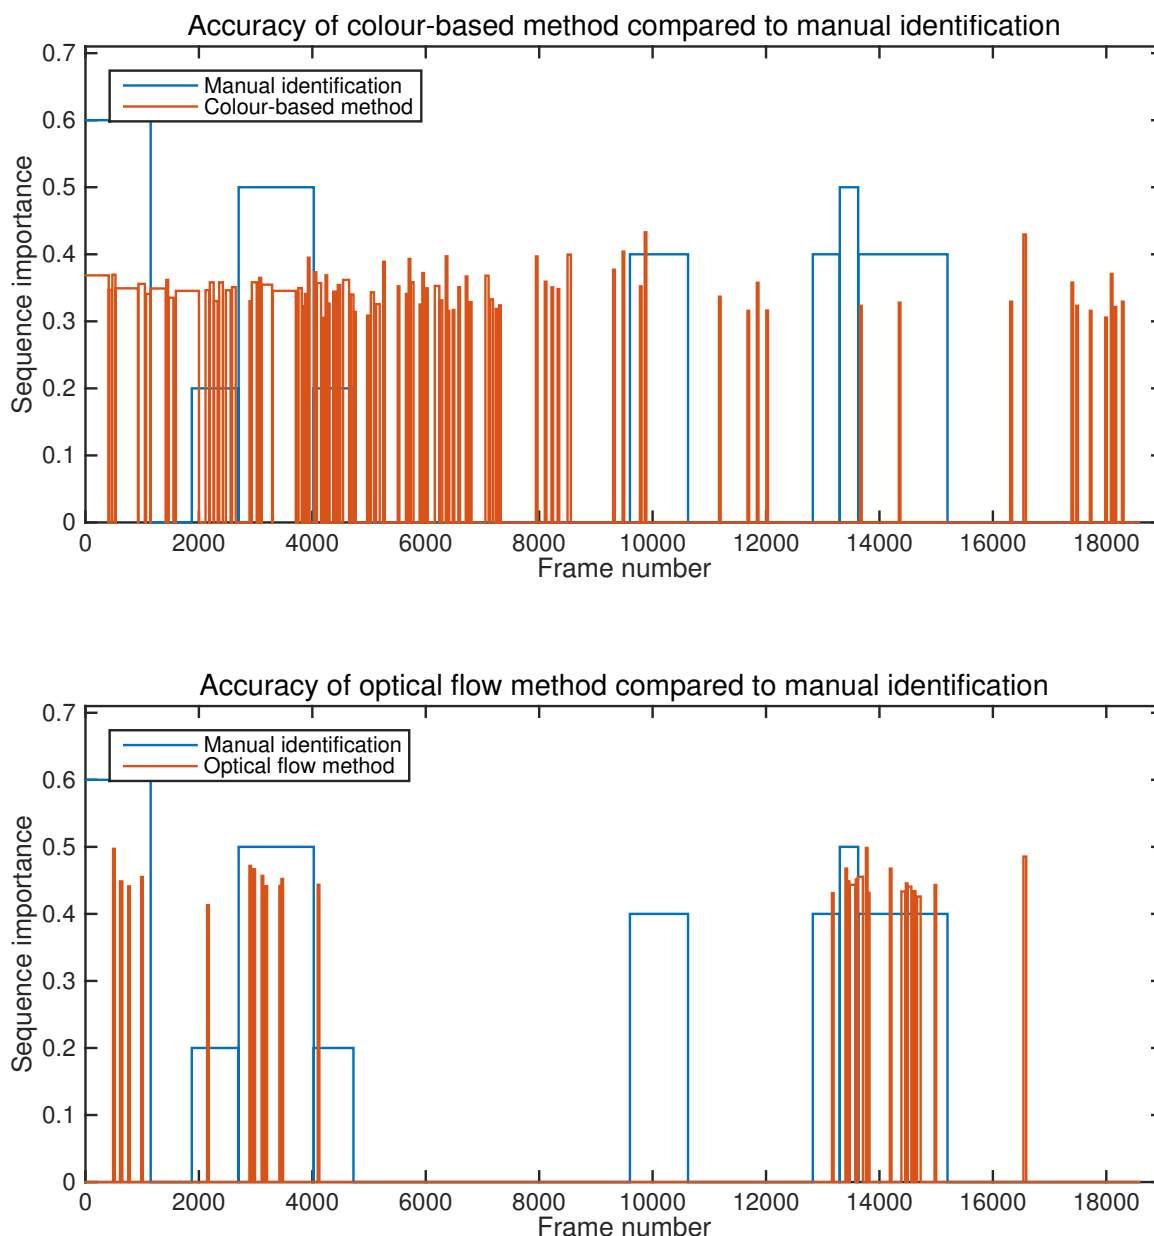 Accuracy of colour-based method compared to manual identification
0.7
0.6
0.5
0.4
0.3
0.2
0.1
0
Sequence importance
Manual identification
Colour-based method
0 2000 4000 6000 8000 10000 12000 14000 16000 18000
Frame number
Accuracy of optical flow method compared to manual identification
0.7
0.6
0.5
0.4
0.3
0.2
0.1
0
Sequence importance
Manual identification
Optical flow method
0 2000 4000 6000 8000 10000 12000 14000 16000 18000
Frame number